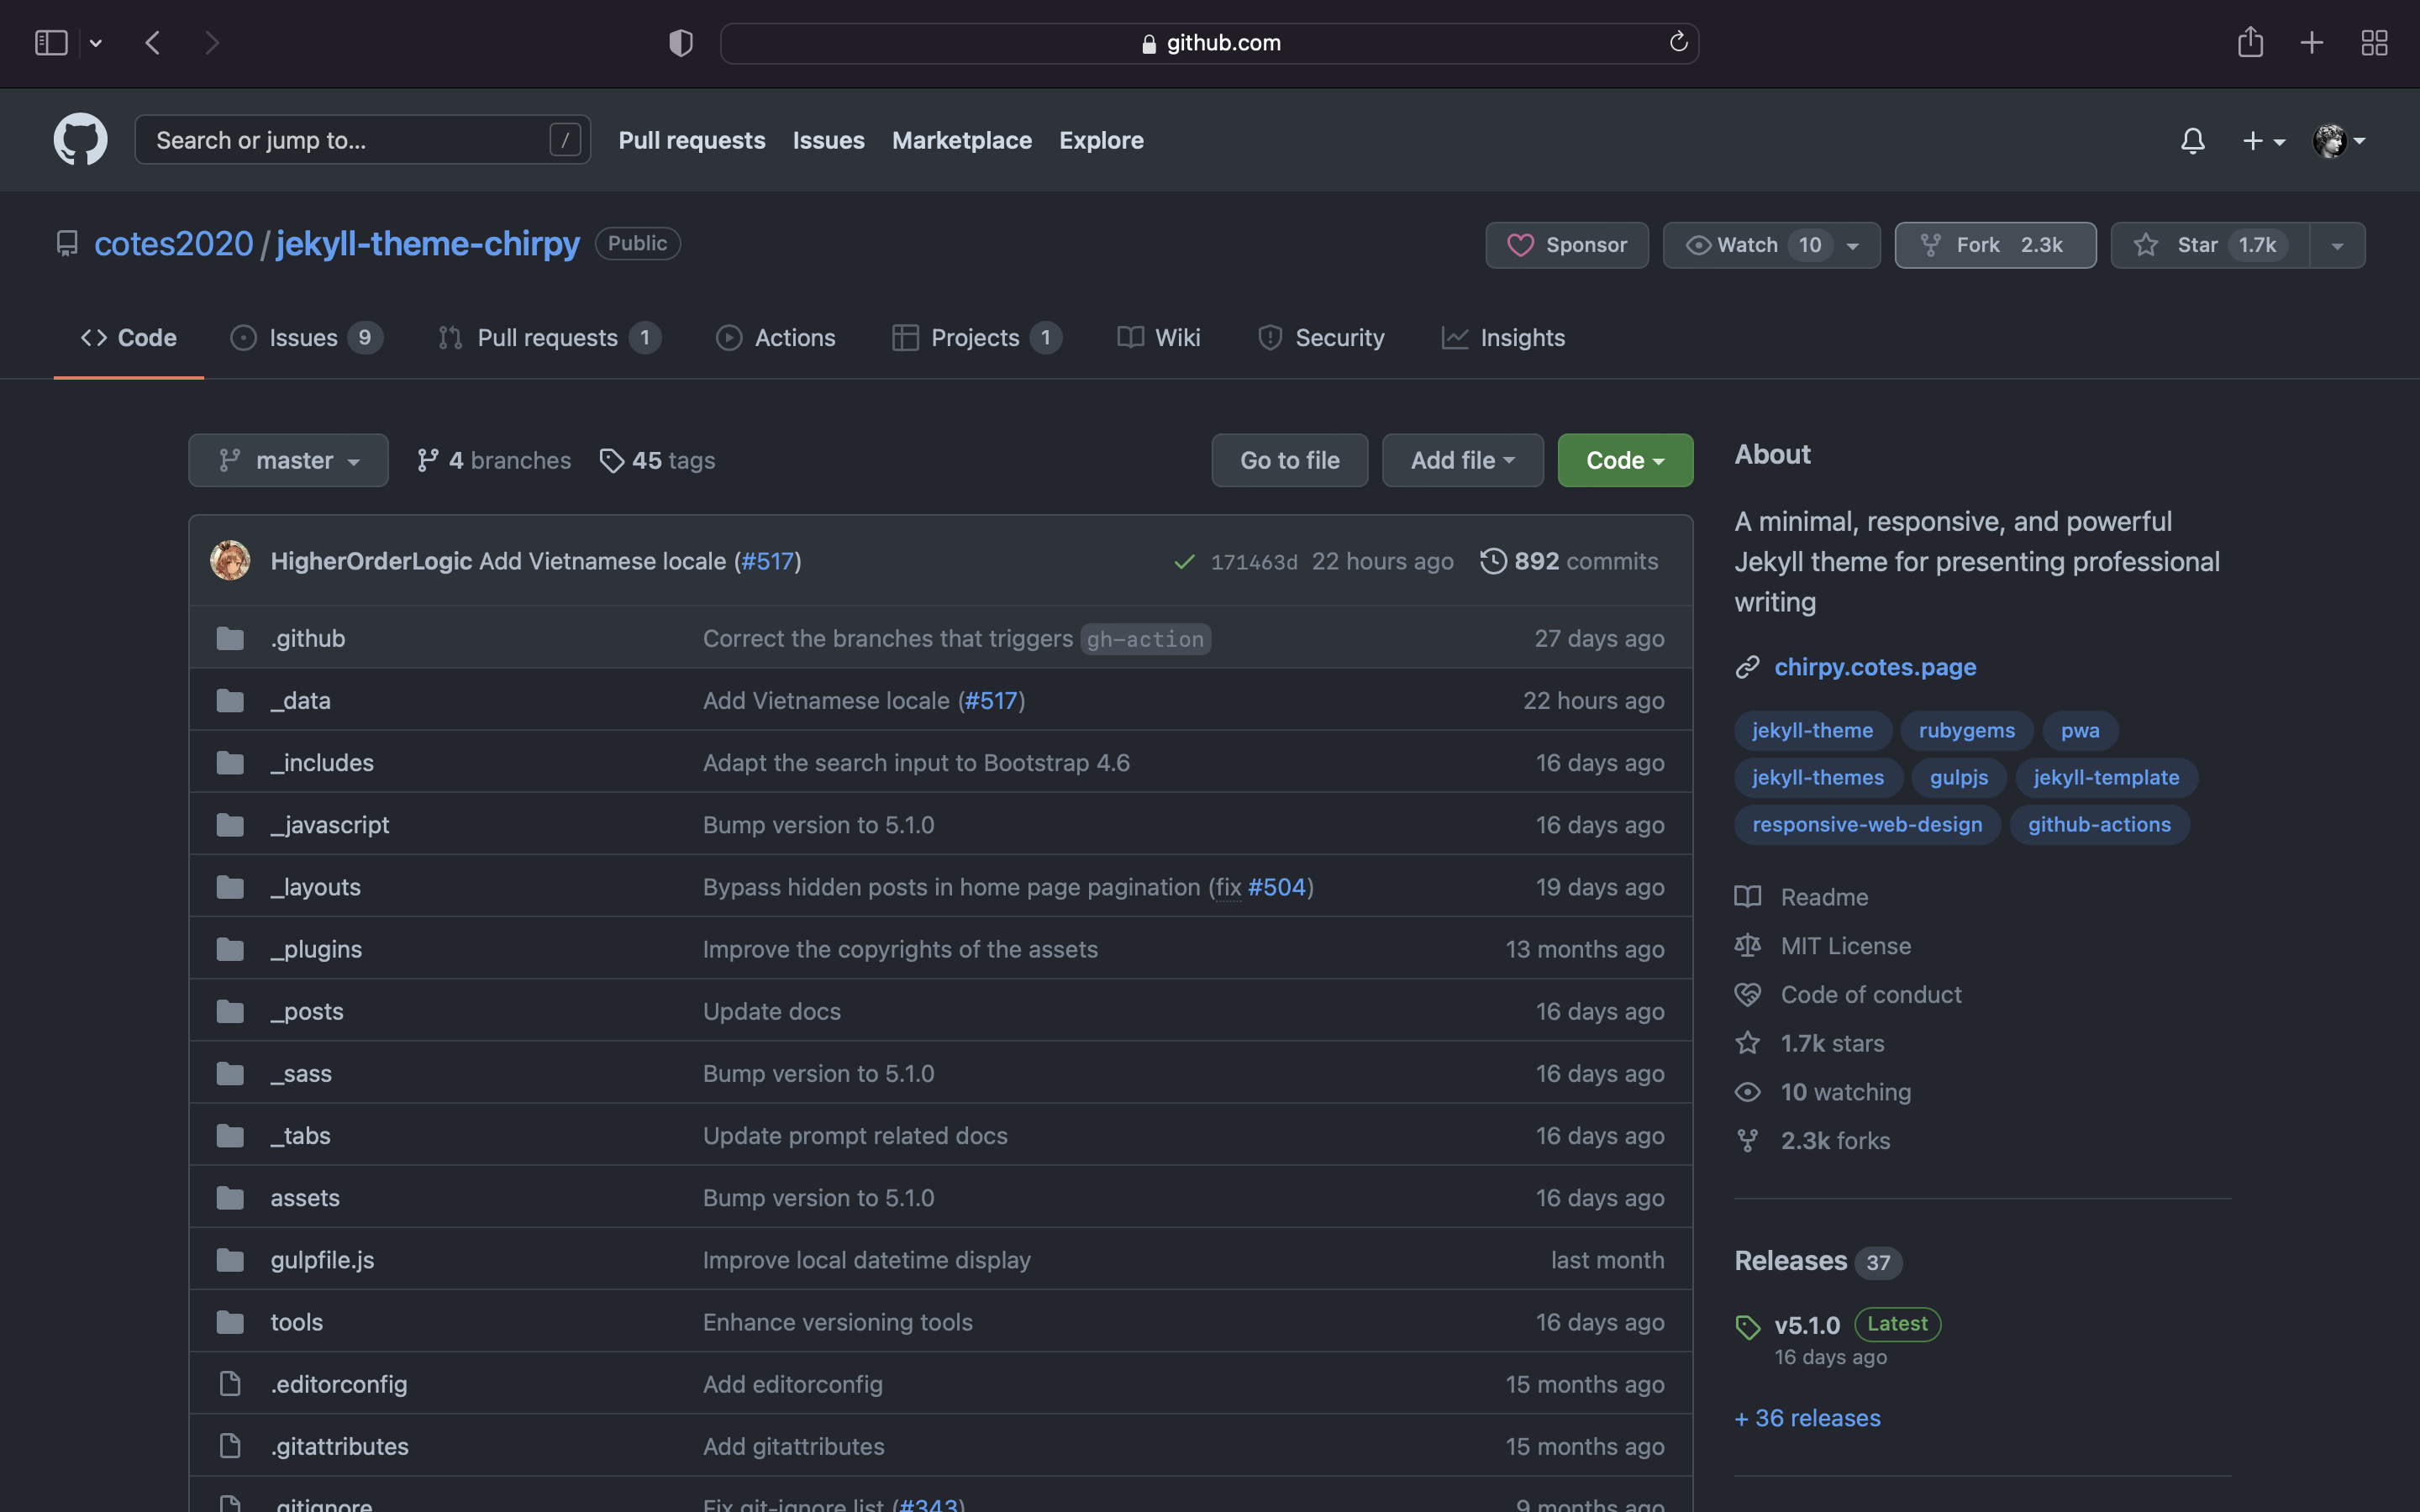 github.com
Search or jump to... /
Pull requests Issues Marketplace Explore
cotes2020/jekyll-theme-chirpy Public
Sponsor Watch 10 Fork 2.3k Star 1.7k
Code Issues 9 Pull requests 1 Actions Projects 1 Wiki Security Insights
master 4 branches 45 tags Go to file Add file Code
HigherOrderLogic Add Vietnamese locale (#517) 171463d 22 hours ago 892 commits
.github Correct the branches that triggers gh-action 27 days ago
_data Add Vietnamese locale (#517) 22 hours ago
_includes Adapt the search input to Bootstrap 4.6 16 days ago
_javascript Bump version to 5.1.0 16 days ago
_layouts Bypass hidden posts in home page pagination (fix #504) 19 days ago
_plugins Improve the copyrights of the assets 13 months ago
_posts Update docs 16 days ago
_sass Bump version to 5.1.0 16 days ago
_tabs Update prompt related docs 16 days ago
assets Bump version to 5.1.0 16 days ago
gulpfile.js Improve local datetime display last month
tools Enhance versioning tools 16 days ago
.editorconfig Add editorconfig 15 months ago
.gitattributes Add gitattributes 15 months ago
.gitignore Fix git-ignore list (#343) 9 months ago
About
A minimal, responsive, and powerful
Jekyll theme for presenting professional
writing
chirpy.cotes.page
jekyll-theme rubygems pwa
jekyll-themes gulpjs jekyll-template
responsive-web-design github-actions
Readme
MIT License
Code of conduct
1.7k stars
10 watching
2.3k forks
Releases 37
v5.1.0 Latest
16 days ago
+ 36 releases